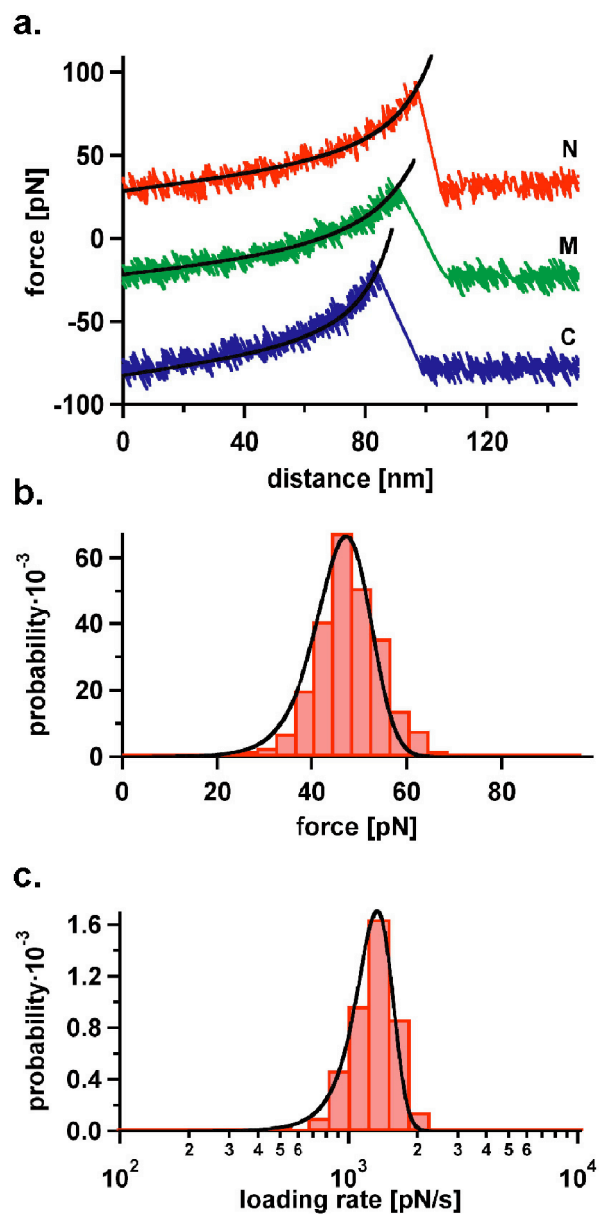 a.
100
50
0
-50
-100
force [pN]
N
M
C
0 40 80 120
distance [nm]
b.
60
40
20
0
probability·10⁻³
0 20 40 60 80
force [pN]
c.
1.6
1.2
0.8
0.4
0.0
probability·10⁻³
2 3 4 5 6 2 3 4 5 6
10² 10³ 10⁴
loading rate [pN/s]